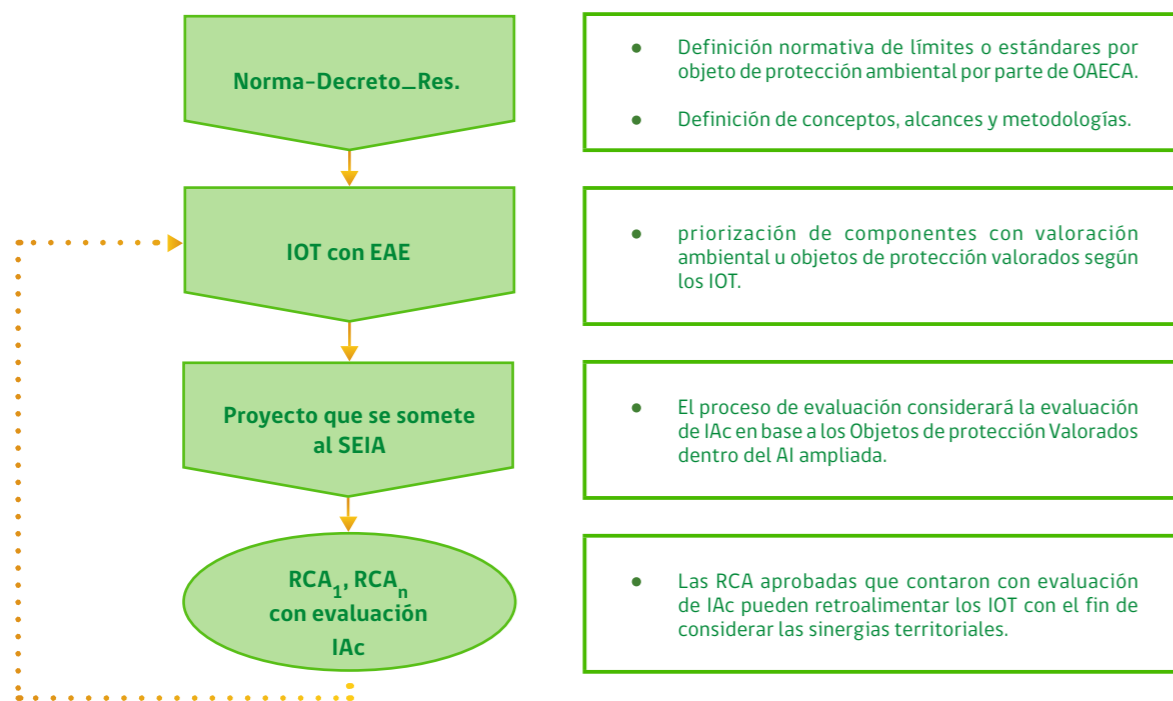 Norma-Decreto_Res.
● Definición normativa de límites o estándares por
objeto de protección ambiental por parte de OAECA.
● Definición de conceptos, alcances y metodologías.
IOT con EAE
● priorización de componentes con valoración
ambiental u objetos de protección valorados según
los IOT.
Proyecto que se somete
al SEIA
● El proceso de evaluación considerará la evaluación
de IAc en base a los Objetos de protección Valorados
dentro del AI ampliada.
RCA1, RCAn
con evaluación
IAc
● Las RCA aprobadas que contaron con evaluación
de IAc pueden retroalimentar los IOT con el fin de
considerar las sinergias territoriales.